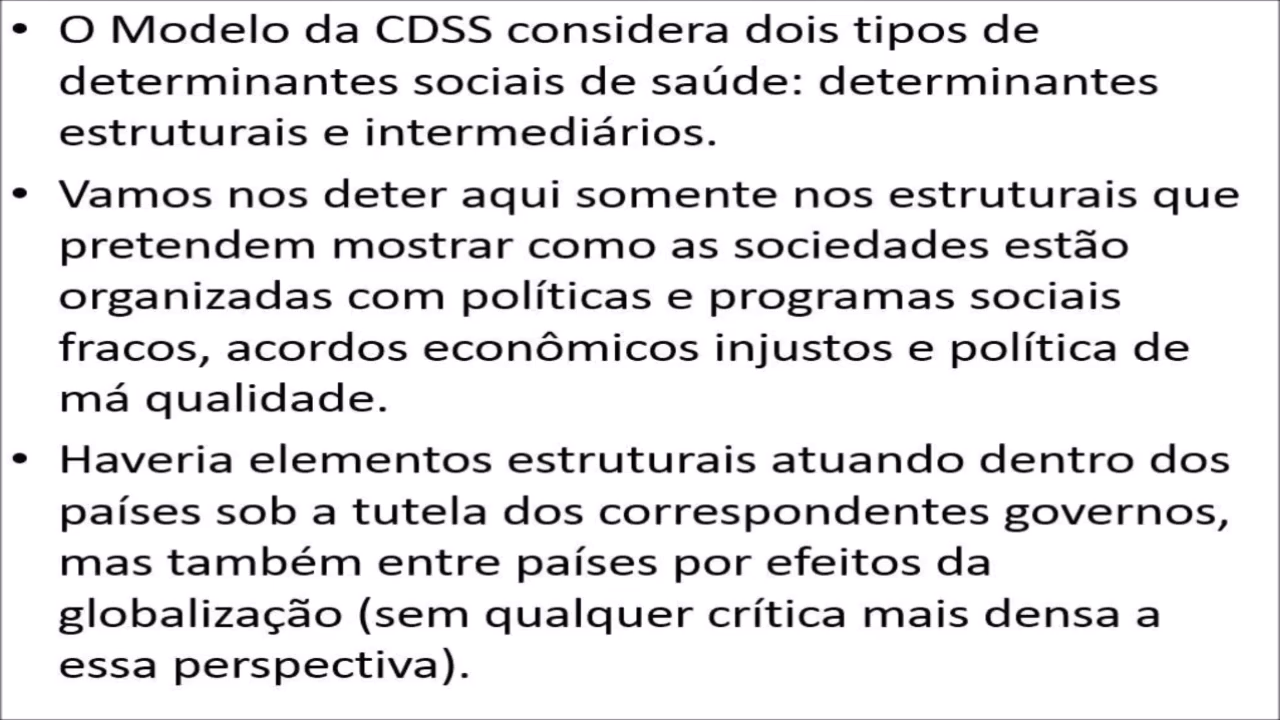 • O Modelo da CDSS considera dois tipos de
determinantes sociais de saúde: determinantes
estruturais e intermediários.
• Vamos nos deter aqui somente nos estruturais que
pretendem mostrar como as sociedades estão
organizadas com políticas e programas sociais
fracos, acordos econômicos injustos e política de
má qualidade.
• Haveria elementos estruturais atuando dentro dos
países sob a tutela dos correspondentes governos,
mas também entre países por efeitos da
globalização (sem qualquer crítica mais densa a
essa perspectiva).